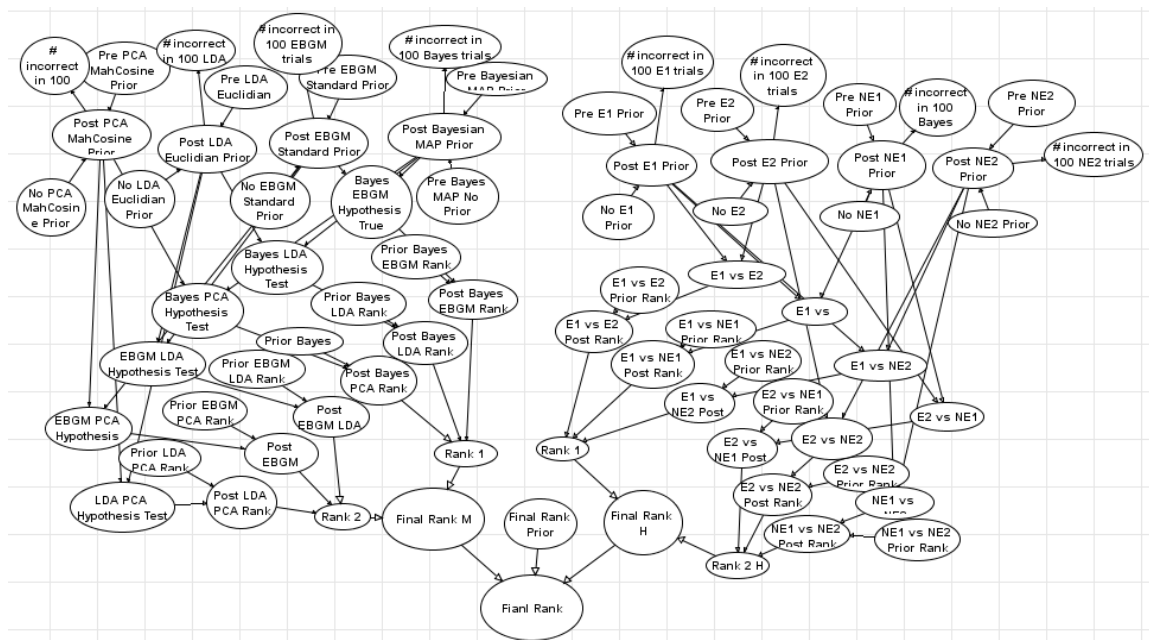 #
incorrect
in 100
Pre PCA
MahCosine
Prior
# incorrect
in 100 LDA
# incorrect in
100 EBGM
trials
# incorrect in
100 Bayes trials
Pre LDA
Euclidian
Pre EBGM
Standard Prior
Pre Bayesian
MAP Prior
Post PCA
MahCosine
Prior
Post LDA
Euclidian Prior
Post EBGM
Standard Prior
Post Bayesian
MAP Prior
No PCA
MahCosin
e Prior
No LDA
Euclidian
Prior
No EBGM
Standard
Prior
Bayes
EBGM
Hypothesis
True
Pre Bayes
MAP No
Prior
Bayes LDA
Hypothesis
Test
Prior Bayes
EBGM Rank
Bayes PCA
Hypothesis
Test
Prior Bayes
LDA Rank
Post Bayes
EBGM Rank
EBGM LDA
Hypothesis Test
Prior Bayes
Post Bayes
LDA Rank
Prior EBGM
LDA Rank
Post Bayes
PCA Rank
EBGM PCA
Hypothesis
Prior EBGM
PCA Rank
Post
EBGM LDA
Prior LDA
PCA Rank
Post
EBGM
Rank 1
LDA PCA
Hypothesis Test
Post LDA
PCA Rank
Rank 2
Final Rank M
Final Rank
Prior
Final Rank
H
Fianl Rank
# incorrect in
100 E1 trials
# incorrect
in 100 E2
trials
Pre E1 Prior
Pre E2
Prior
Pre NE1
Prior
# incorrect
in 100
Bayes
Pre NE2
Prior
# incorrect
in 100 NE2 trials
Post E1 Prior
Post E2 Prior
Post NE1
Prior
Post NE2
Prior
No E1
Prior
No E2
No NE1
No NE2 Prior
E1 vs E2
E1 vs E2
Prior Rank
E1 vs
E1 vs E2
Post Rank
E1 vs NE1
Prior Rank
E1 vs NE1
Post Rank
E1 vs NE2
Prior Rank
E1 vs NE2
E1 vs
NE2 Post
E2 vs NE1
Prior Rank
E2 vs NE1
Rank 1
E2 vs
NE1 Post
E2 vs NE2
E2 vs NE2
Post Rank
E2 vs NE2
Prior Rank
NE1 vs
NE1 vs NE2
Post Rank
NE1 vs NE2
Prior Rank
Rank 2 H